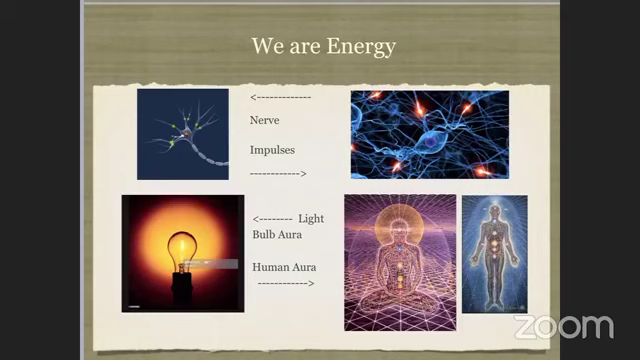 We are Energy
<------------
Nerve
Impulses
------------>
<-------- Light
Bulb Aura
Human Aura
------------>
zoom